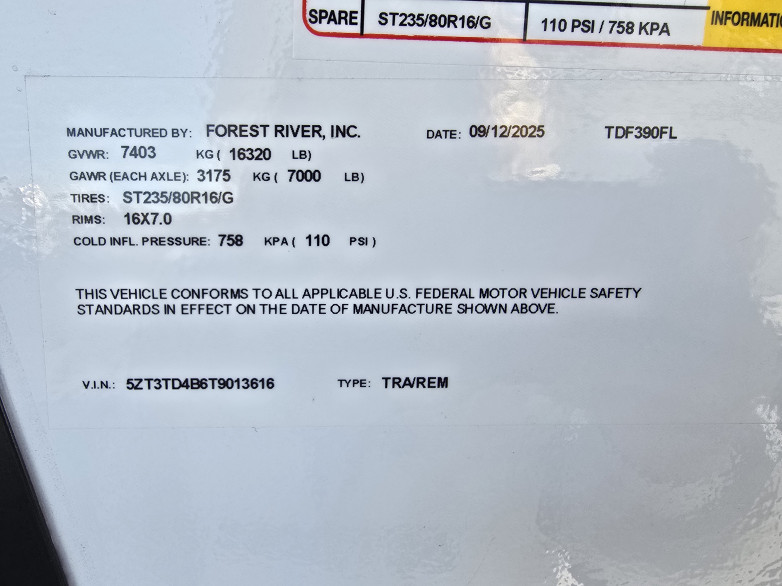 SPARE ST235/80R16/G 110 PSI / 758 KPA
MANUFACTURED BY: FOREST RIVER, INC. DATE: 09/12/2025 TDF390FL
GVWR: 7403 KG ( 16320 LB)
GAWR (EACH AXLE): 3175 KG ( 7000 LB)
TIRES: ST235/80R16/G
RIMS: 16X7.0
COLD INFL. PRESSURE: 758 KPA ( 110 PSI )
THIS VEHICLE CONFORMS TO ALL APPLICABLE U.S. FEDERAL MOTOR VEHICLE SAFETY
STANDARDS IN EFFECT ON THE DATE OF MANUFACTURE SHOWN ABOVE.
V.I.N.: 5ZT3TD4B6T9013616 TYPE: TRA/REM